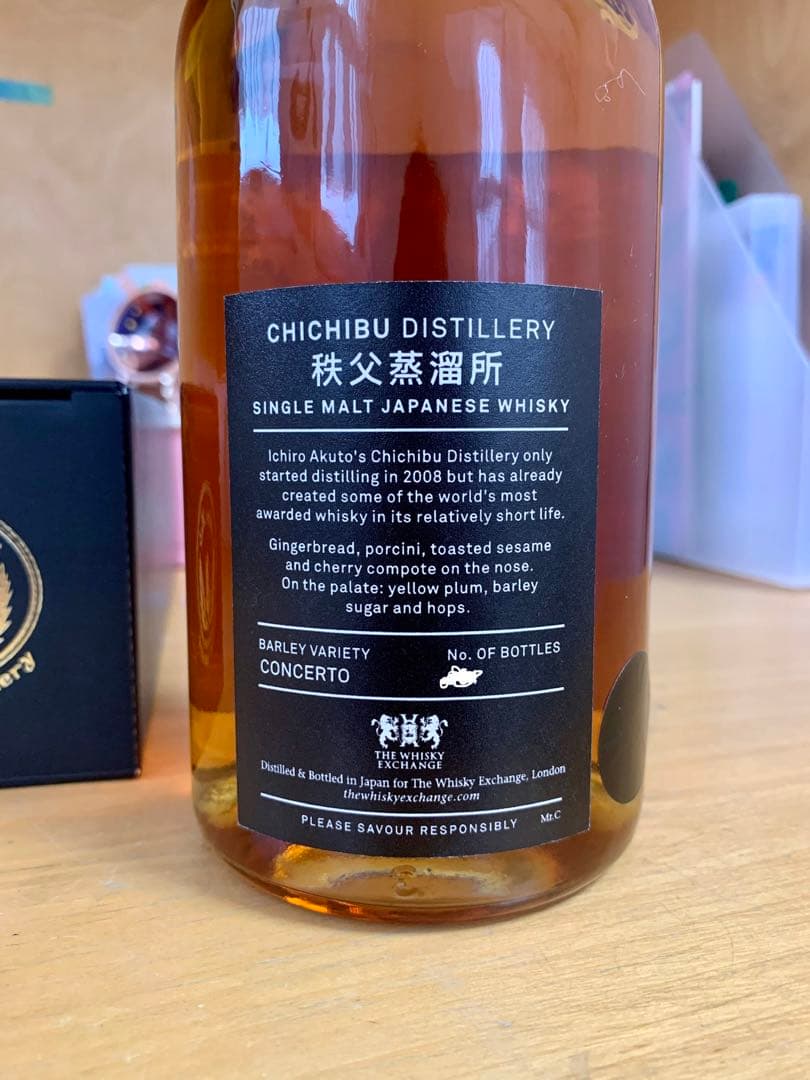 CHICHIBU DISTILLERY
秩父蒸溜所
SINGLE MALT JAPANESE WHISKY
Ichiro Akuto's Chichibu Distillery only
started distilling in 2008 but has already
created some of the world's most
awarded whisky in its relatively short life.
Gingerbread, porcini, toasted sesame
and cherry compote on the nose.
On the palate: yellow plum, barley
sugar and hops.
BARLEY VARIETY
CONCERTO
No. OF BOTTLES
THE WHISKY
EXCHANGE
Distilled & Bottled in Japan for The Whisky Exchange, London
thewhiskyexchange.com
PLEASE SAVOUR RESPONSIBLY
Mr.C